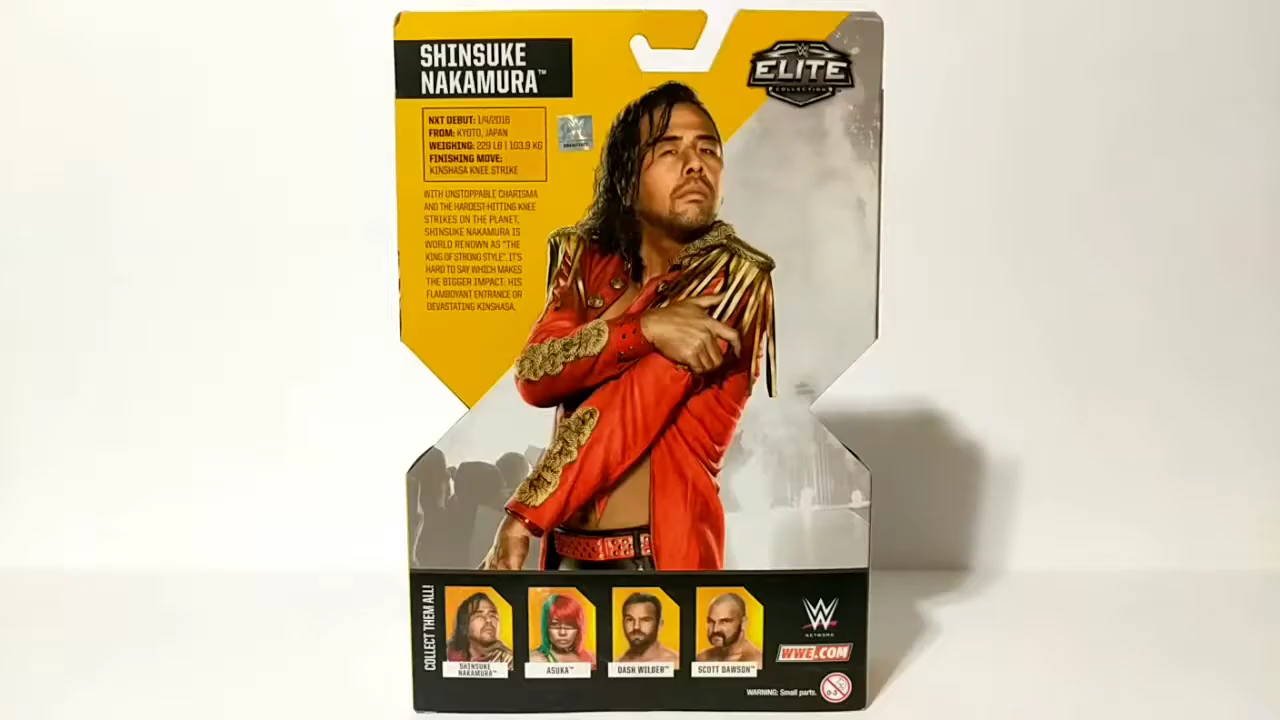 SHINSUKE
NAKAMURA™
W
ELITE
COLLECTION
NXT DEBUT: 1/4/2016
FROM: KYOTO, JAPAN
WEIGHING: 229 LB | 103.9 KG
FINISHING MOVE:
KINSHASA KNEE STRIKE
WITH UNSTOPPABLE CHARISMA
AND THE HARDEST-HITTING KNEE
STRIKES ON THE PLANET,
SHINSUKE NAKAMURA IS
WORLD RENOWN AS "THE
KING OF STRONG STYLE". IT'S
HARD TO SAY WHICH MAKES
THE BIGGER IMPACT: HIS
FLAMBOYANT ENTRANCE OR
DEVASTATING KINSHASA.
COLLECT THEM ALL!
SHINSUKE
NAKAMURA™
ASUKA™
DASH WILDER™
SCOTT DAWSON™
W
NETWORK
WWE.COM
WARNING: Small parts.
0-3